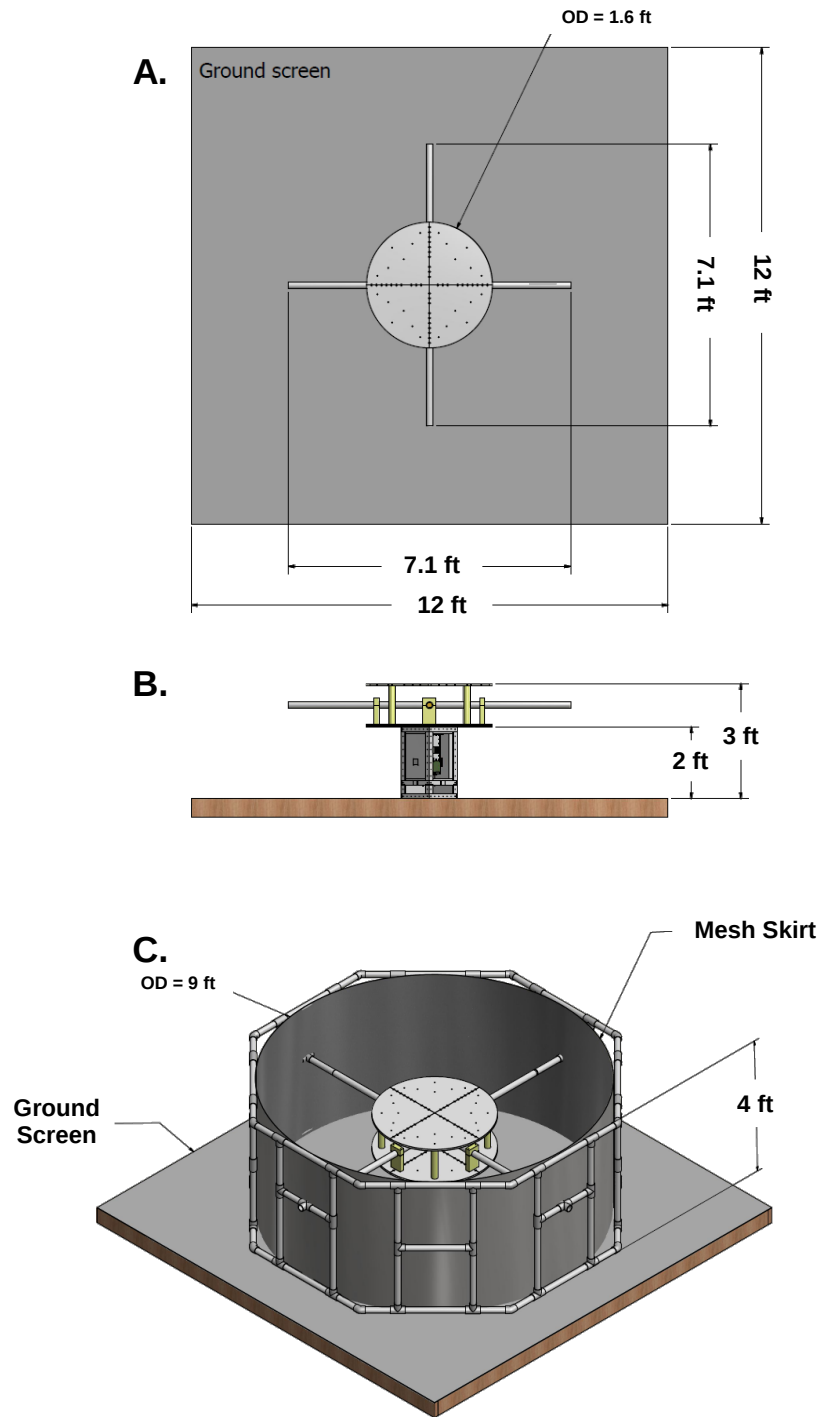 OD = 1.6 ft
A.
Ground screen
7.1 ft
12 ft
7.1 ft
12 ft
B.
3 ft
2 ft
C.
Mesh Skirt
OD = 9 ft
4 ft
Ground
Screen